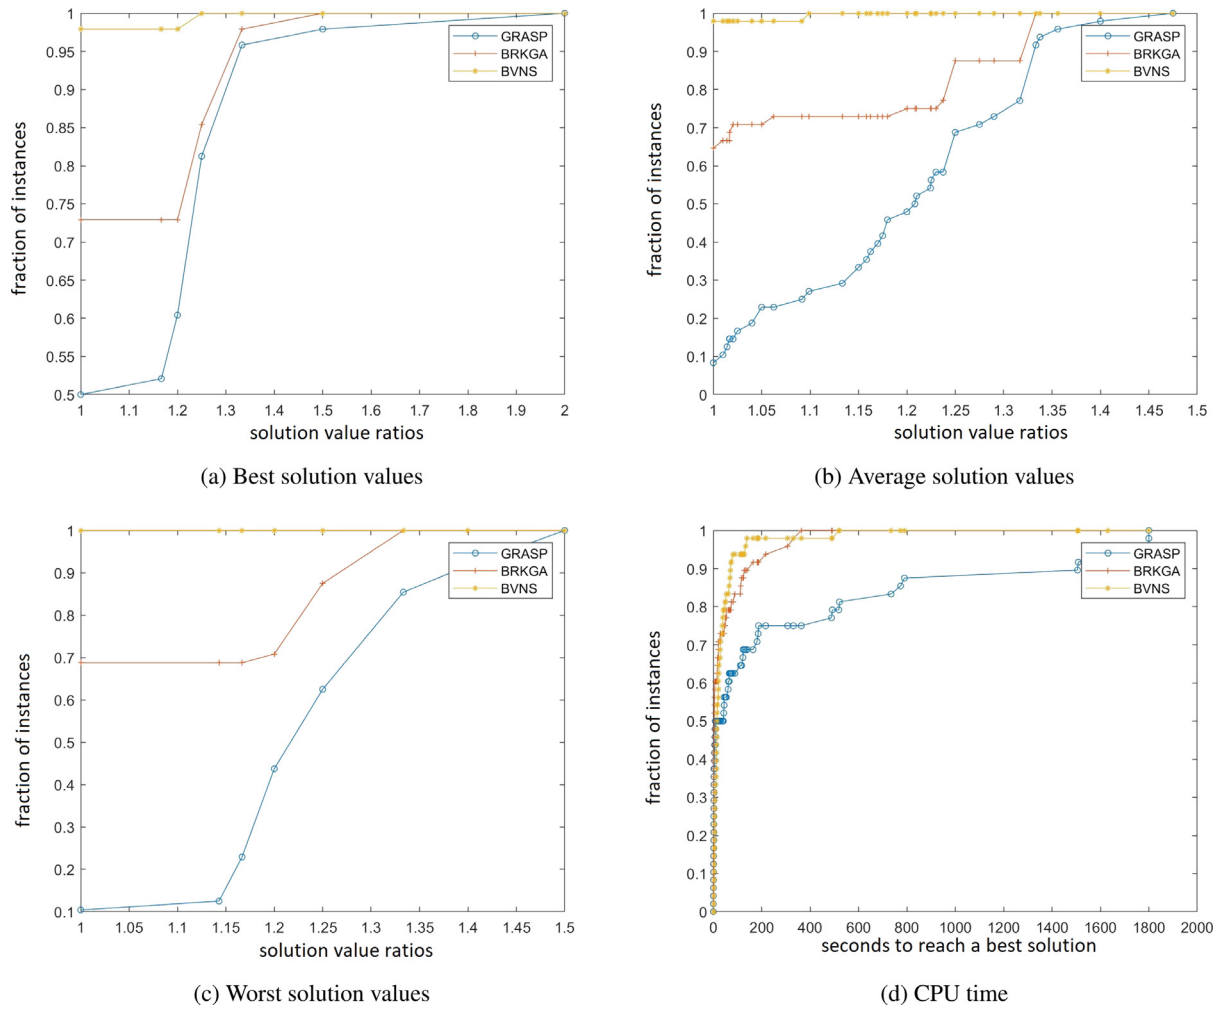 1
0.95
0.9
0.85
0.8
0.75
0.7
0.65
0.6
0.55
0.5
fraction of instances
GRASP
BRKGA
BVNS
1 1.1 1.2 1.3 1.4 1.5 1.6 1.7 1.8 1.9 2
solution value ratios
(a) Best solution values
1
0.9
0.8
0.7
0.6
0.5
0.4
0.3
0.2
0.1
0
fraction of instances
GRASP
BRKGA
BVNS
1 1.05 1.1 1.15 1.2 1.25 1.3 1.35 1.4 1.45 1.5
solution value ratios
(b) Average solution values
1
0.9
0.8
0.7
0.6
0.5
0.4
0.3
0.2
0.1
fraction of instances
GRASP
BRKGA
BVNS
1 1.05 1.1 1.15 1.2 1.25 1.3 1.35 1.4 1.45 1.5
solution value ratios
(c) Worst solution values
1
0.9
0.8
0.7
0.6
0.5
0.4
0.3
0.2
0.1
0
fraction of instances
GRASP
BRKGA
BVNS
0 200 400 600 800 1000 1200 1400 1600 1800 2000
seconds to reach a best solution
(d) CPU time